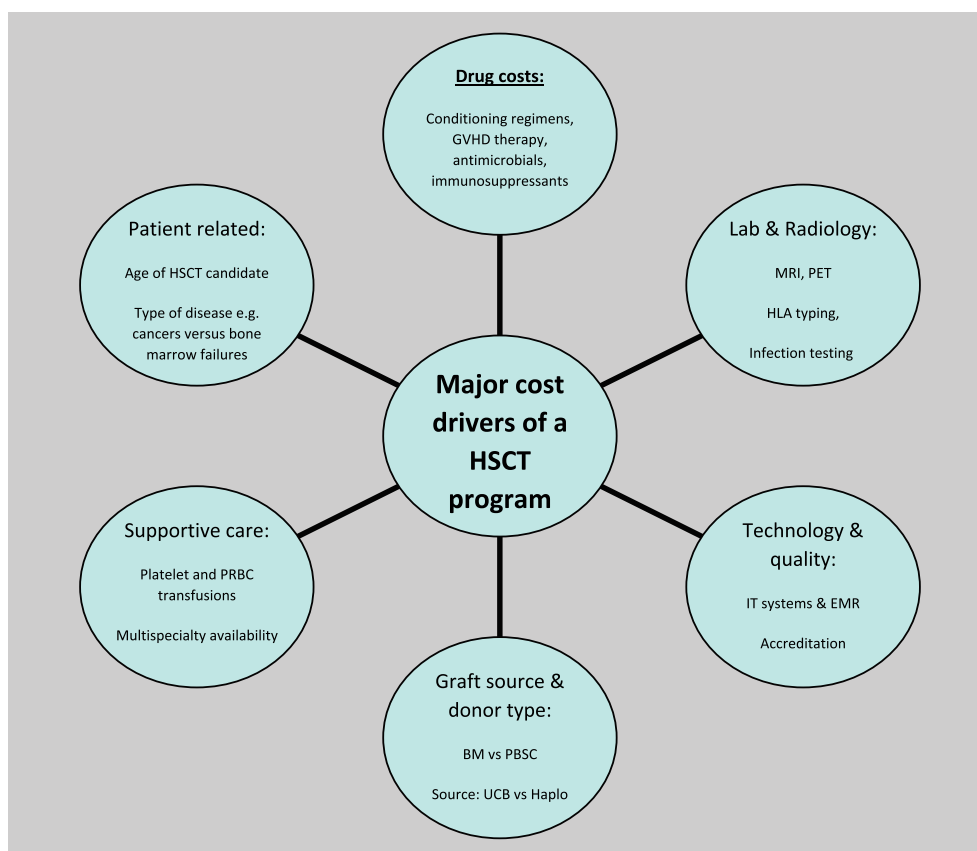 Drug costs:
Conditioning regimens,
GVHD therapy,
antimicrobials,
immunosuppressants
Patient related:
Age of HSCT candidate
Type of disease e.g.
cancers versus bone
marrow failures
Lab & Radiology:
MRI, PET
HLA typing,
Infection testing
Major cost
drivers of a
HSCT
program
Supportive care:
Platelet and PRBC
transfusions
Multispecialty availability
Technology &
quality:
IT systems & EMR
Accreditation
Graft source &
donor type:
BM vs PBSC
Source: UCB vs Haplo